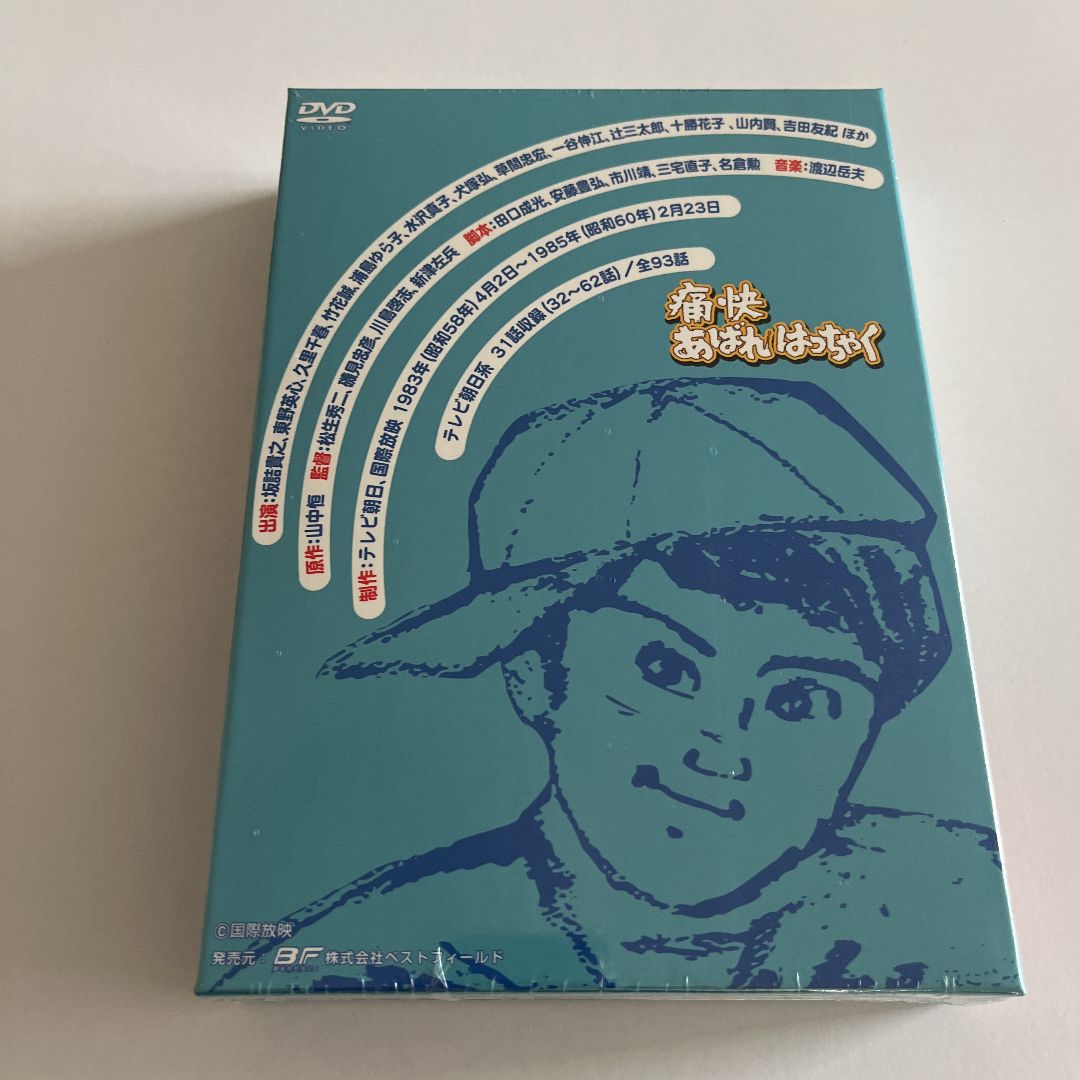 DVD
VIDEO
出演:坂詰貴之、東野英心、久里千春、竹花誠、浦島ゆら子、水沢真子、犬塚弘、草間忠宏、一谷伸江、辻三太郎、十勝花子、山内賢、吉田友紀 ほか
原作:山中恒 監督:松生秀二、磯見忠彦、川島啓志、新津左兵 脚本:田口成光、安藤豊弘、市川靖、三宅直子、名倉勲 音楽:渡辺岳夫
制作:テレビ朝日、国際放映 1983年(昭和58年)4月2日〜1985年(昭和60年)2月23日
テレビ朝日系 31話収録(32〜62話)/全93話
痛快
あばれはっちゃく
©国際放映
発売元: BF 株式会社ベストフィールド